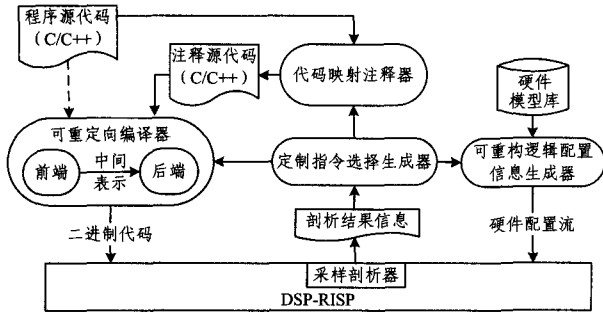 程序源代码
(C/C++)
注释源代码
(C/C++)
代码映射注释器
硬件
模型库
可重定向编译器
前端
中间
表示
后端
定制指令选择生成器
可重构逻辑配置
信息生成器
剖析结果信息
二进制代码
硬件配置流
采样剖析器
DSP-RISP